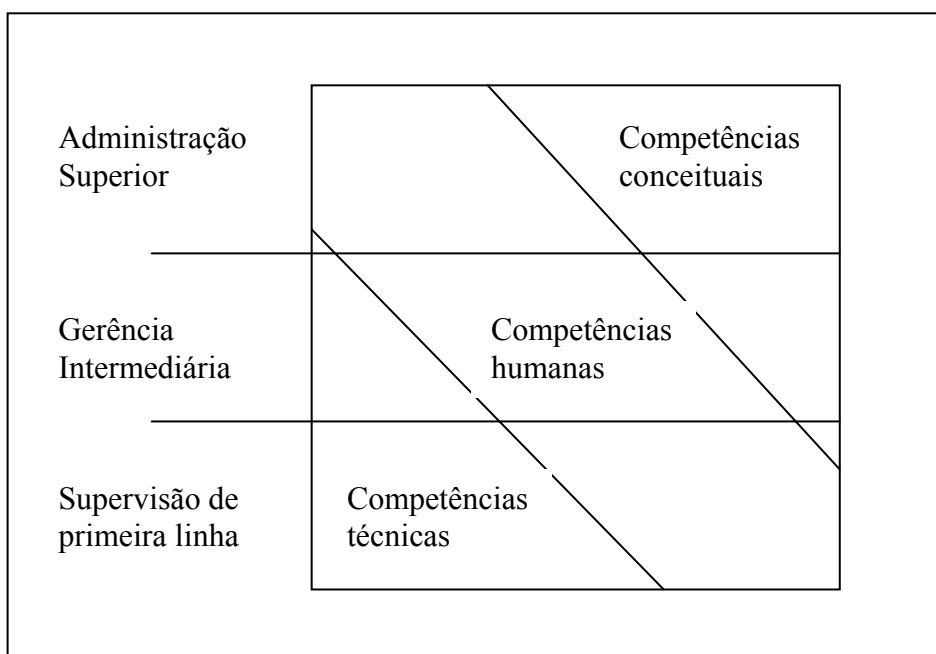 Administração
Superior
Competências
conceituais
Gerência
Intermediária
Competências
humanas
Supervisão de
primeira linha
Competências
técnicas